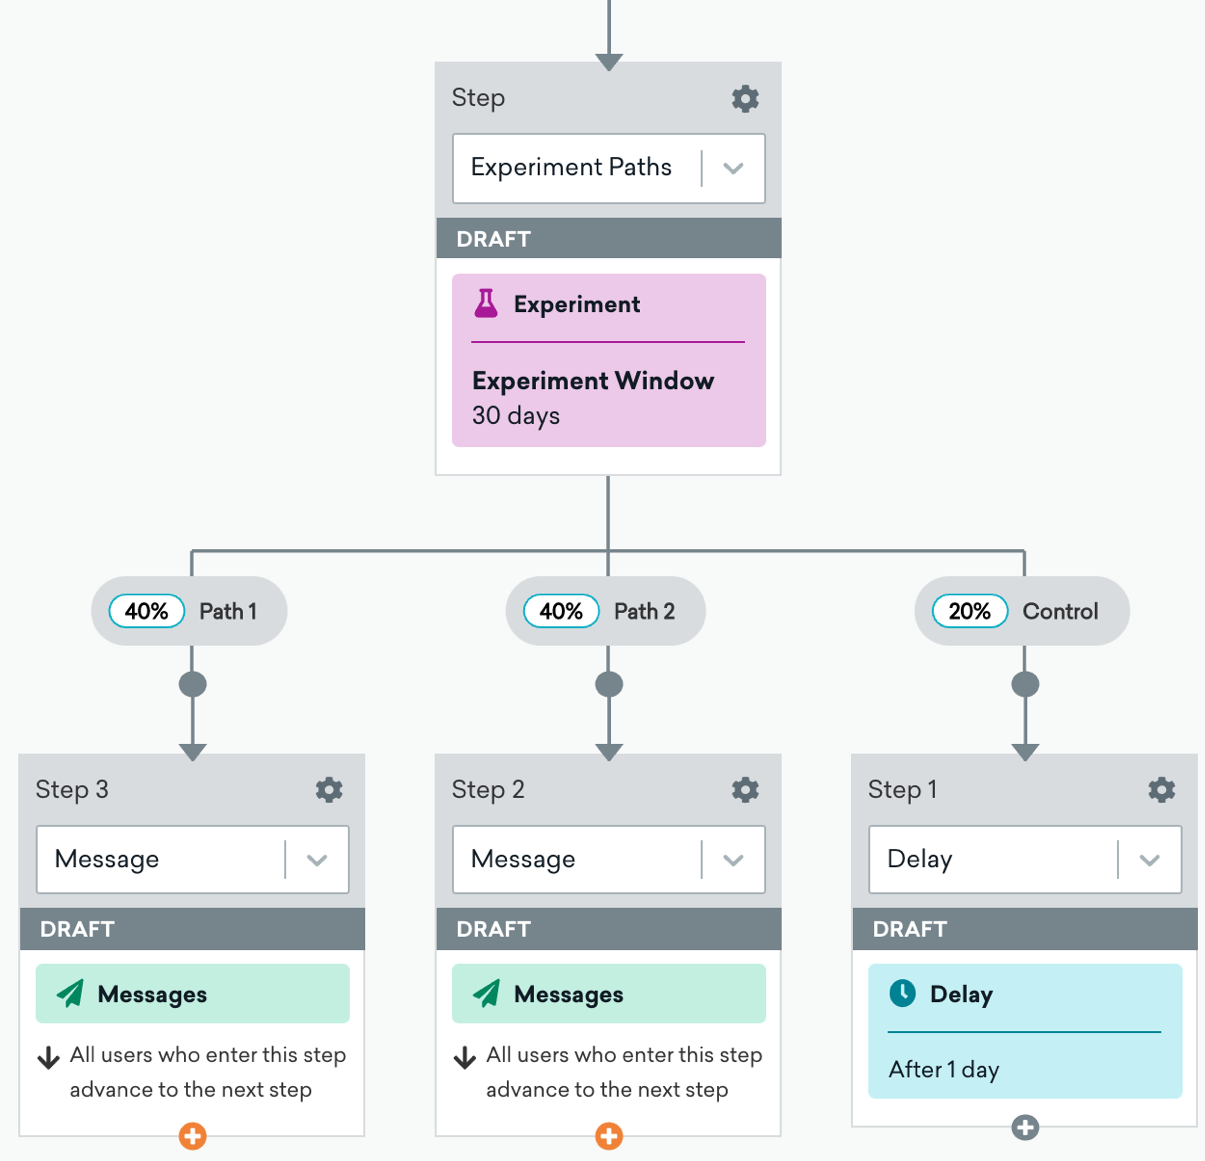 Step
Experiment Paths
DRAFT
Experiment
Experiment Window
30 days
40% Path 1
40% Path 2
20% Control
Step 3
Message
DRAFT
Messages
All users who enter this step
advance to the next step
Step 2
Message
DRAFT
Messages
All users who enter this step
advance to the next step
Step 1
Delay
DRAFT
Delay
After 1 day